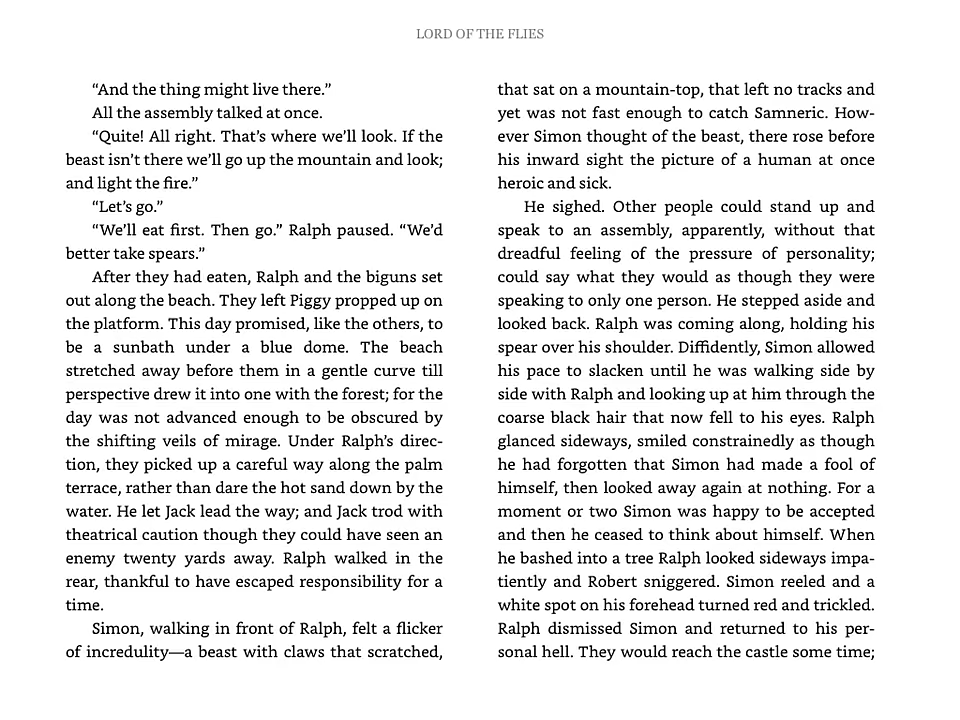 LORD OF THE FLIES
“And the thing might live there.”
All the assembly talked at once.
“Quite! All right. That’s where we’ll look. If the
beast isn’t there we’ll go up the mountain and look;
and light the fire.”
“Let’s go.”
“We’ll eat first. Then go.” Ralph paused. “We’d
better take spears.”
After they had eaten, Ralph and the biguns set
out along the beach. They left Piggy propped up on
the platform. This day promised, like the others, to
be a sunbath under a blue dome. The beach
stretched away before them in a gentle curve till
perspective drew it into one with the forest; for the
day was not advanced enough to be obscured by
the shifting veils of mirage. Under Ralph’s direc-
tion, they picked up a careful way along the palm
terrace, rather than dare the hot sand down by the
water. He let Jack lead the way; and Jack trod with
theatrical caution though they could have seen an
enemy twenty yards away. Ralph walked in the
rear, thankful to have escaped responsibility for a
time.
Simon, walking in front of Ralph, felt a flicker
of incredulity—a beast with claws that scratched,
that sat on a mountain-top, that left no tracks and
yet was not fast enough to catch Samneric. How-
ever Simon thought of the beast, there rose before
his inward sight the picture of a human at once
heroic and sick.
He sighed. Other people could stand up and
speak to an assembly, apparently, without that
dreadful feeling of the pressure of personality;
could say what they would as though they were
speaking to only one person. He stepped aside and
looked back. Ralph was coming along, holding his
spear over his shoulder. Diffidently, Simon allowed
his pace to slacken until he was walking side by
side with Ralph and looking up at him through the
coarse black hair that now fell to his eyes. Ralph
glanced sideways, smiled constrainedly as though
he had forgotten that Simon had made a fool of
himself, then looked away again at nothing. For a
moment or two Simon was happy to be accepted
and then he ceased to think about himself. When
he bashed into a tree Ralph looked sideways impa-
tiently and Robert sniggered. Simon reeled and a
white spot on his forehead turned red and trickled.
Ralph dismissed Simon and returned to his per-
sonal hell. They would reach the castle some time;